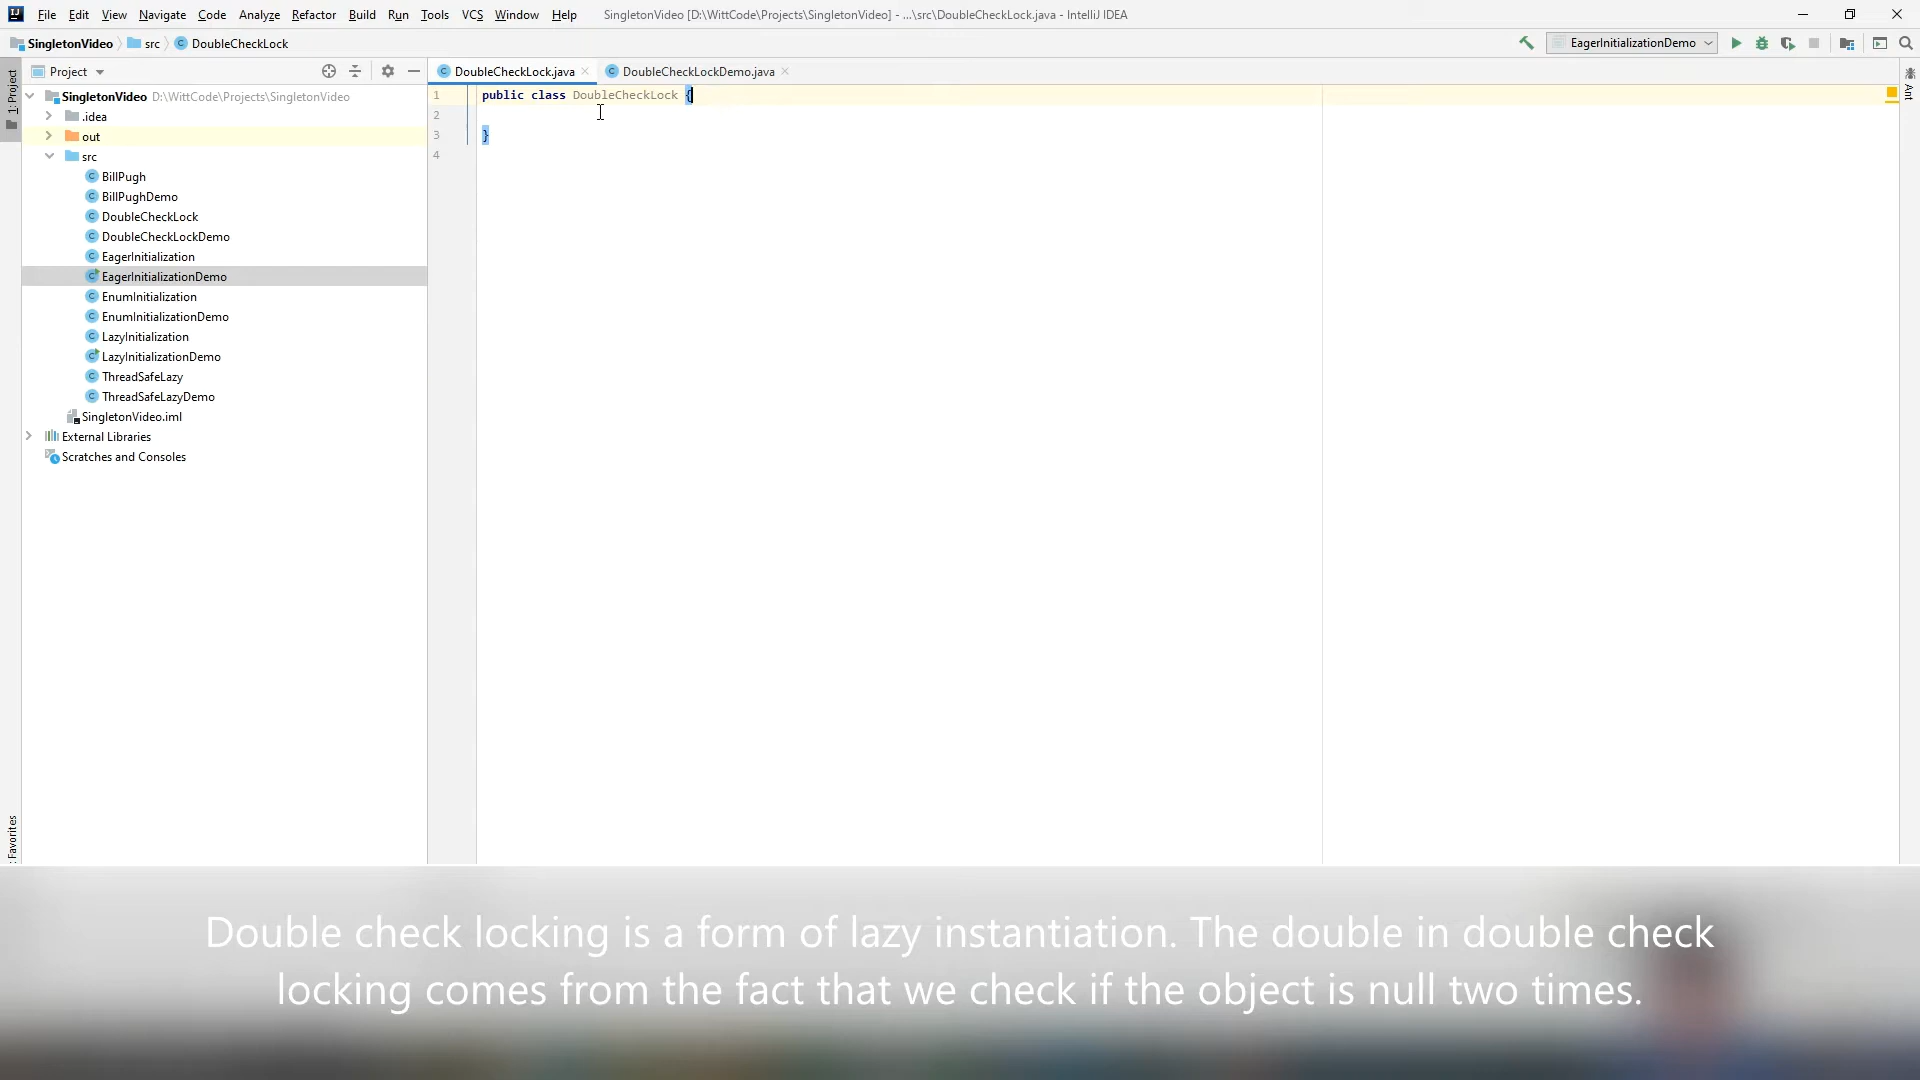 File Edit View Navigate Code Analyze Refactor Build Run Tools VCS Window Help SingletonVideo [D:\WittCode\Projects\SingletonVideo] - ...\src\DoubleCheckLock.java - IntelliJ IDEA
SingletonVideo src DoubleCheckLock EagerInitializationDemo
1: Project
Project
DoubleCheckLock.java DoubleCheckLockDemo.java
Ant
SingletonVideo D:\WittCode\Projects\SingletonVideo
.idea
out
src
BillPugh
BillPughDemo
DoubleCheckLock
DoubleCheckLockDemo
EagerInitialization
EagerInitializationDemo
EnumInitialization
EnumInitializationDemo
LazyInitialization
LazyInitializationDemo
ThreadSafeLazy
ThreadSafeLazyDemo
SingletonVideo.iml
External Libraries
Scratches and Consoles
Favorites
1 public class DoubleCheckLock {
2
3 }
4
Double check locking is a form of lazy instantiation. The double in double check
locking comes from the fact that we check if the object is null two times.